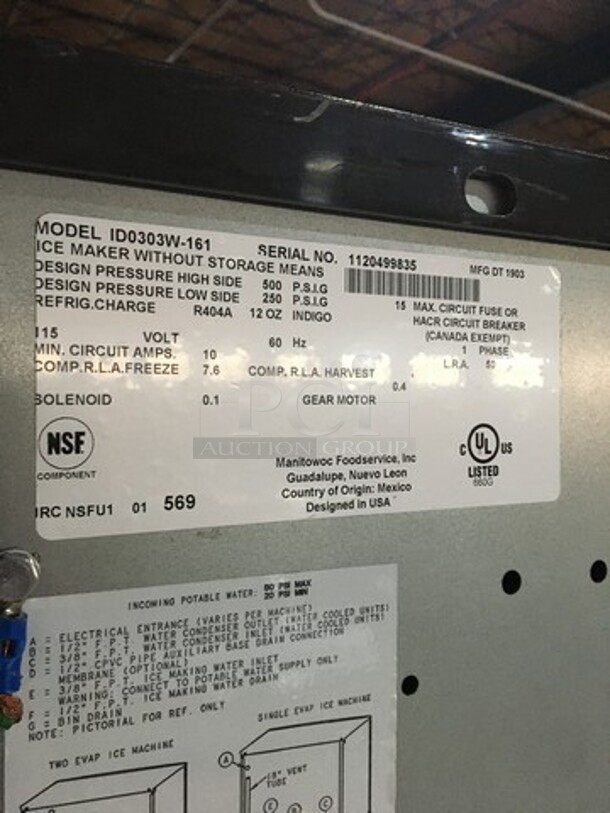 MODEL ID0303W-161 SERIAL NO. 1120499835 MFG DT 1903
ICE MAKER WITHOUT STORAGE MEANS
DESIGN PRESSURE HIGH SIDE 500 P.S.I.G
DESIGN PRESSURE LOW SIDE 250 P.S.I.G
REFRIG.CHARGE R404A 12 OZ INDIGO
15 MAX. CIRCUIT FUSE OR
HACR CIRCUIT BREAKER
(CANADA EXEMPT)
115 VOLT 60 Hz 1 PHASE
MIN. CIRCUIT AMPS. 10 L.R.A. 50
COMP.R.L.A.FREEZE 7.6 COMP. R.L.A. HARVEST
SOLENOID 0.1 GEAR MOTOR 0.4
PCI
AUCTION GROUP
NSF
COMPONENT
C UL US
LISTED
660G
Manitowoc Foodservice, Inc
Guadalupe, Nuevo Leon
Country of Origin: Mexico
Designed in USA
IRC NSFU1 01 569
INCOMING POTABLE WATER: 80 PSI MAX
20 PSI MIN
A = ELECTRICAL ENTRANCE (VARIES PER MACHINE)
B = 1/2" F.P.T. WATER CONDENSER OUTLET (WATER COOLED UNITS)
C = 3/8" F.P.T. WATER CONDENSER INLET (WATER COOLED UNITS)
D = 1/2" CPVC PIPE AUXILIARY BASE DRAIN CONNECTION
MEMBRANE (OPTIONAL)
E = 3/8" F.P.T. ICE MAKING WATER INLET
WARNING: CONNECT TO POTABLE WATER SUPPLY ONLY
F = 1/2" F.P.T. ICE MAKING WATER DRAIN
G = BIN DRAIN
NOTE: PICTORIAL FOR REF. ONLY
TWO EVAP ICE MACHINE
SINGLE EVAP ICE MACHINE
A
18" VENT
TUBE
E B C